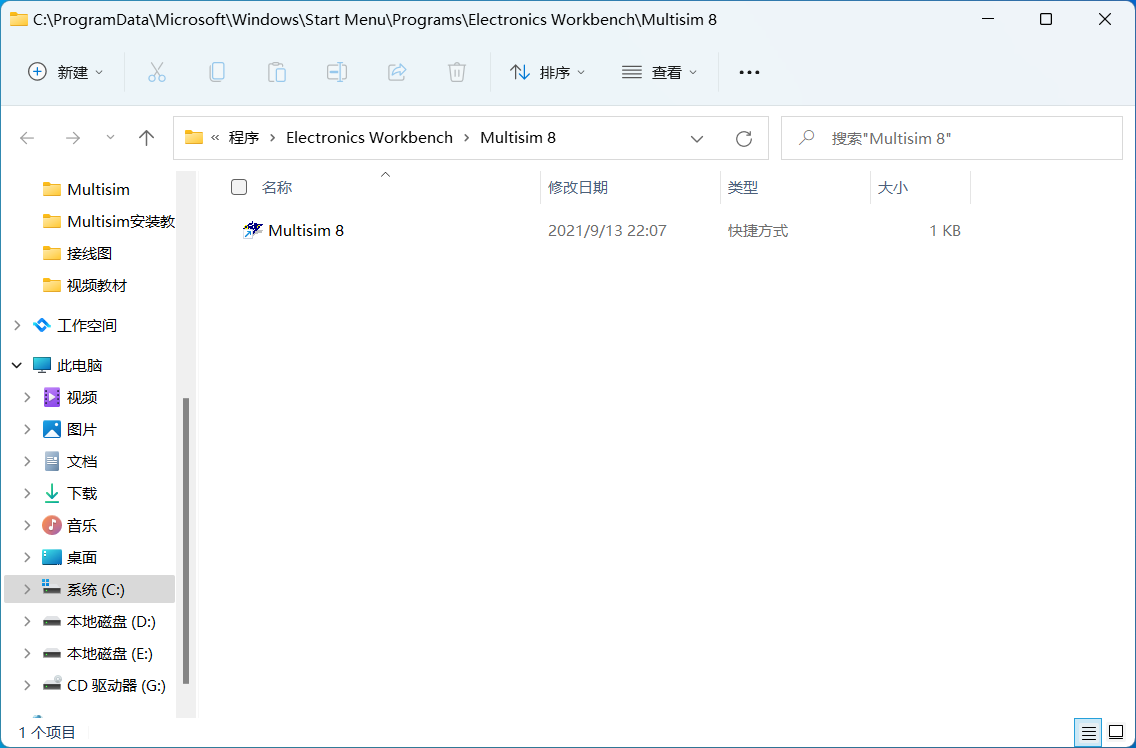 C:\ProgramData\Microsoft\Windows\Start Menu\Programs\Electronics Workbench\Multisim 8
新建
排序
查看
« 程序 › Electronics Workbench › Multisim 8
搜索"Multisim 8"
名称 修改日期 类型 大小
Multisim 8 2021/9/13 22:07 快捷方式 1 KB
Multisim
Multisim安装教
接线图
视频教材
工作空间
此电脑
视频
图片
文档
下载
音乐
桌面
系统 (C:)
本地磁盘 (D:)
本地磁盘 (E:)
CD 驱动器 (G:)
1 个项目